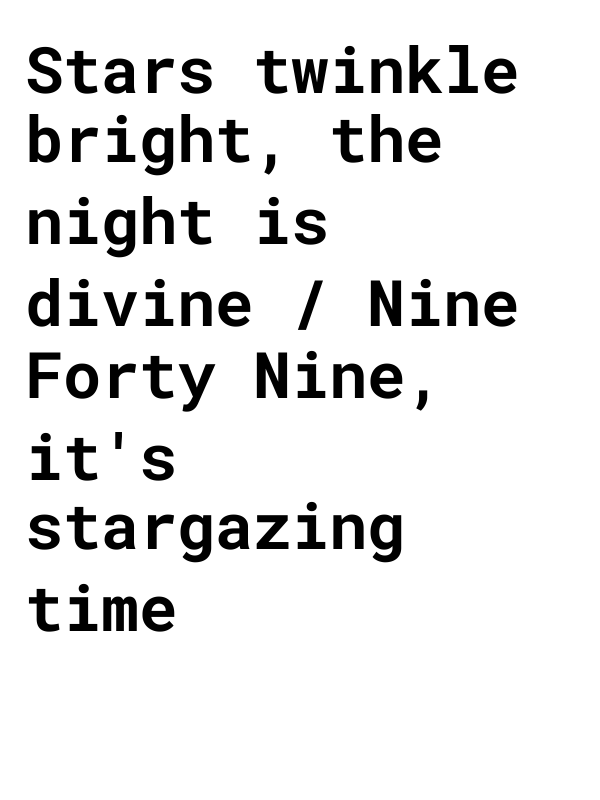 Stars twinkle
bright, the
night is
divine / Nine
Forty Nine,
it's
stargazing
time